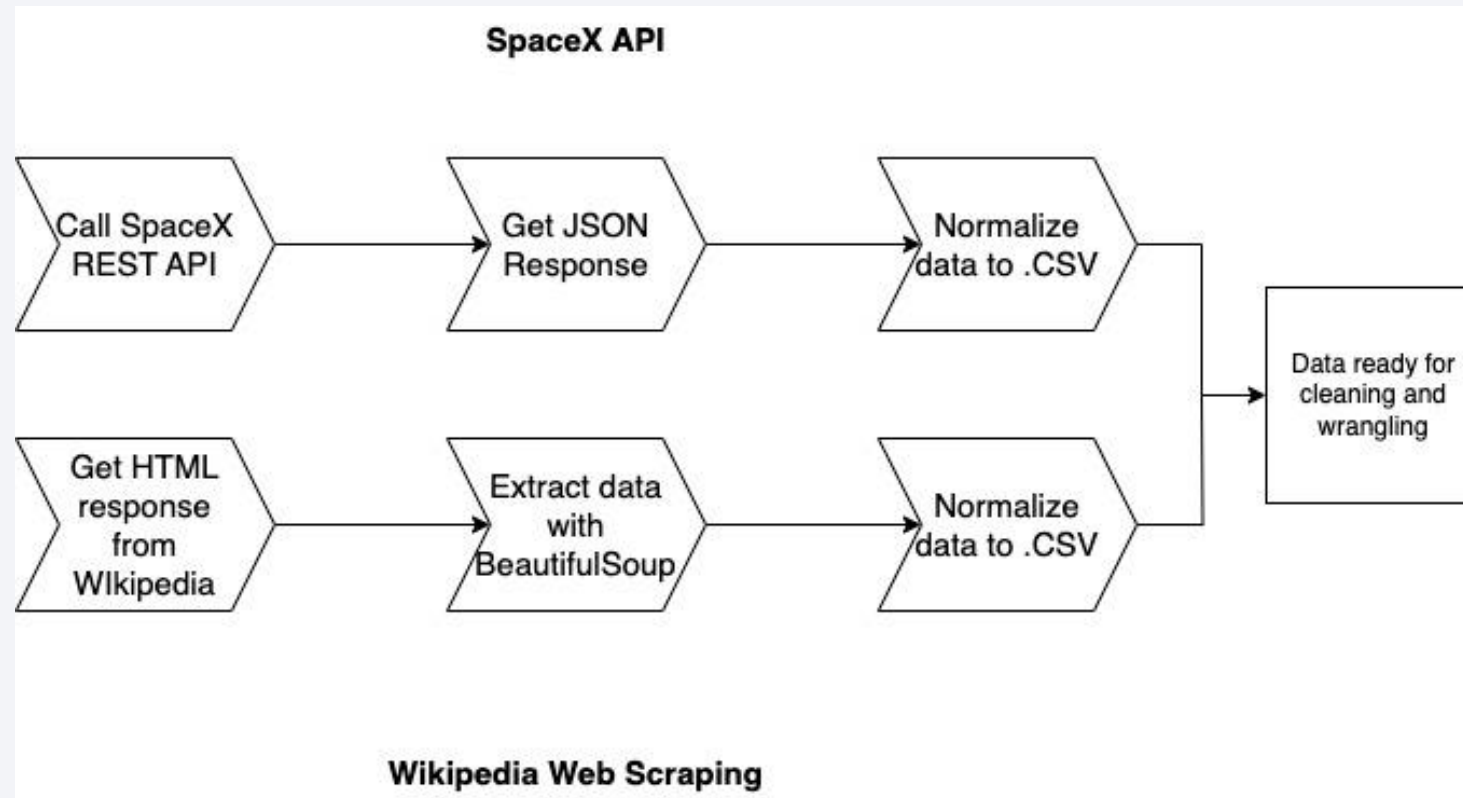 SpaceX API
Call SpaceX
REST API
Get JSON
Response
Normalize
data to .CSV
Get HTML
response
from
WIkipedia
Extract data
with
BeautifulSoup
Normalize
data to .CSV
Data ready for
cleaning and
wrangling
Wikipedia Web Scraping